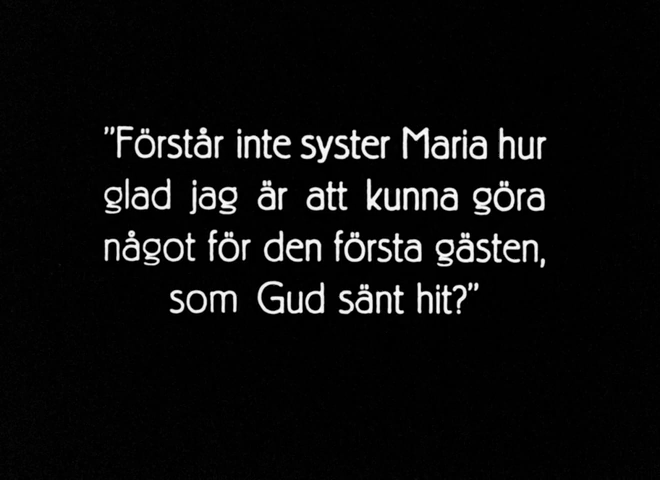 "Förstår inte syster Maria hur
glad jag är att kunna göra
något för den första gästen,
som Gud sänt hit?"